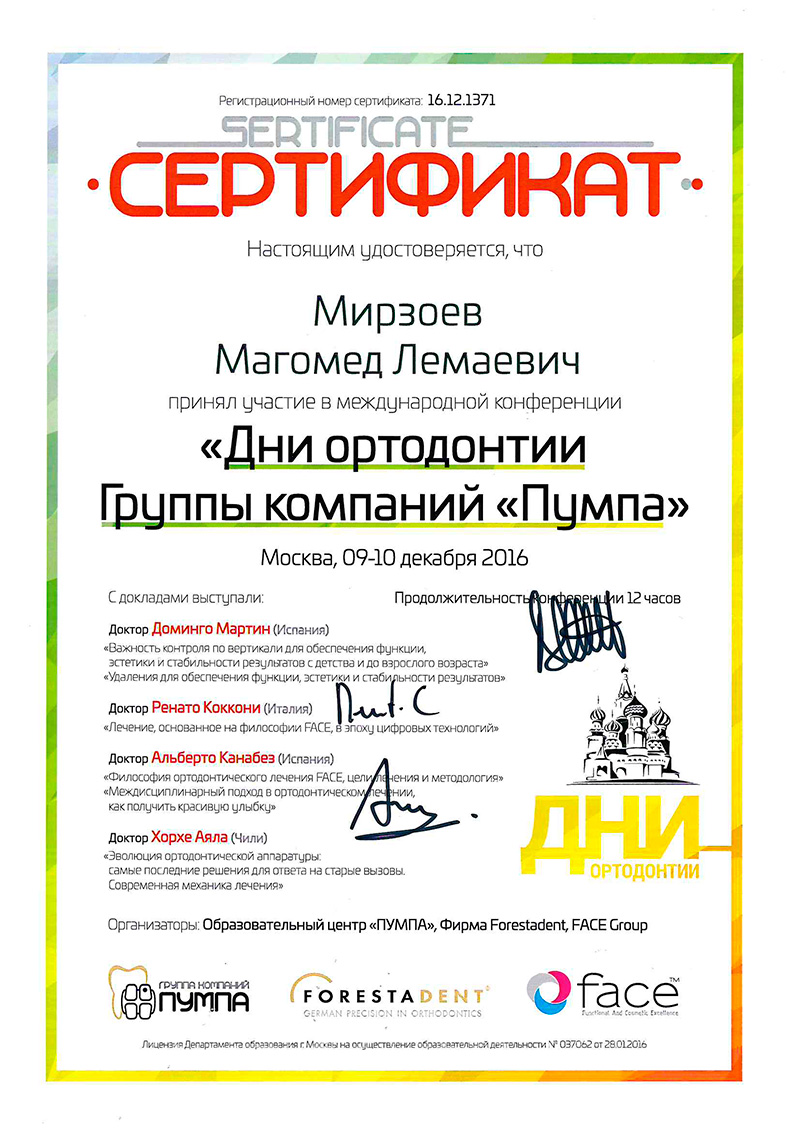 Регистрационный номер сертификата: 16.12.1371
SERTIFICATE
СЕРТИФИКАТ
Настоящим удостоверяется, что
Мирзоев
Магомед Лемаевич
принял участие в международной конференции
«Дни ортодонтии
Группы компаний «Пумпа»
Москва, 09-10 декабря 2016
С докладами выступали:
Продолжительность конференции 12 часов
Доктор Доминго Мартин (Испания)
«Важность контроля по вертикали для обеспечения функции,
эстетики и стабильности результатов с детства и до взрослого возраста»
«Удаления для обеспечения функции, эстетики и стабильности результатов»
Доктор Ренато Коккони (Италия)
«Лечение, основанное на философии FACE, в эпоху цифровых технологий»
Доктор Альберто Канабез (Испания)
«Философия ортодонтического лечения FACE, цели лечения и методология»
«Междисциплинарный подход в ортодонтическом лечении,
как получить красивую улыбку»
Доктор Хорхе Аяла (Чили)
«Эволюция ортодонтической аппаратуры:
самые последние решения для ответа на старые вызовы.
Современная механика лечения»
ДНИ
ОРТОДОНТИИ
Организаторы: Образовательный центр «ПУМПА», Фирма Forestadent, FACE Group
ГРУППА КОМПАНИЙ
ПУМПА
FORESTADENT®
GERMAN PRECISION IN ORTHODONTICS
face™
Functional And Cosmetic Excellence
Лицензия Департамента образования г. Москвы на осуществление образовательной деятельности № 037062 от 28.01.2016